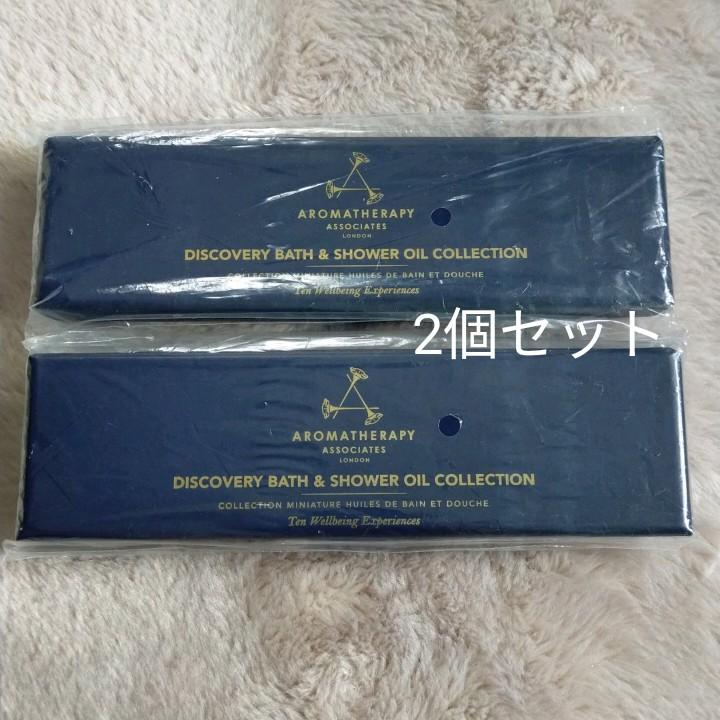 AROMATHERAPY
ASSOCIATES
LONDON
DISCOVERY BATH & SHOWER OIL COLLECTION
COLLECTION MINIATURE HUILES DE BAIN ET DOUCHE
Ten Wellbeing Experiences
2個セット
AROMATHERAPY
ASSOCIATES
LONDON
DISCOVERY BATH & SHOWER OIL COLLECTION
COLLECTION MINIATURE HUILES DE BAIN ET DOUCHE
Ten Wellbeing Experiences